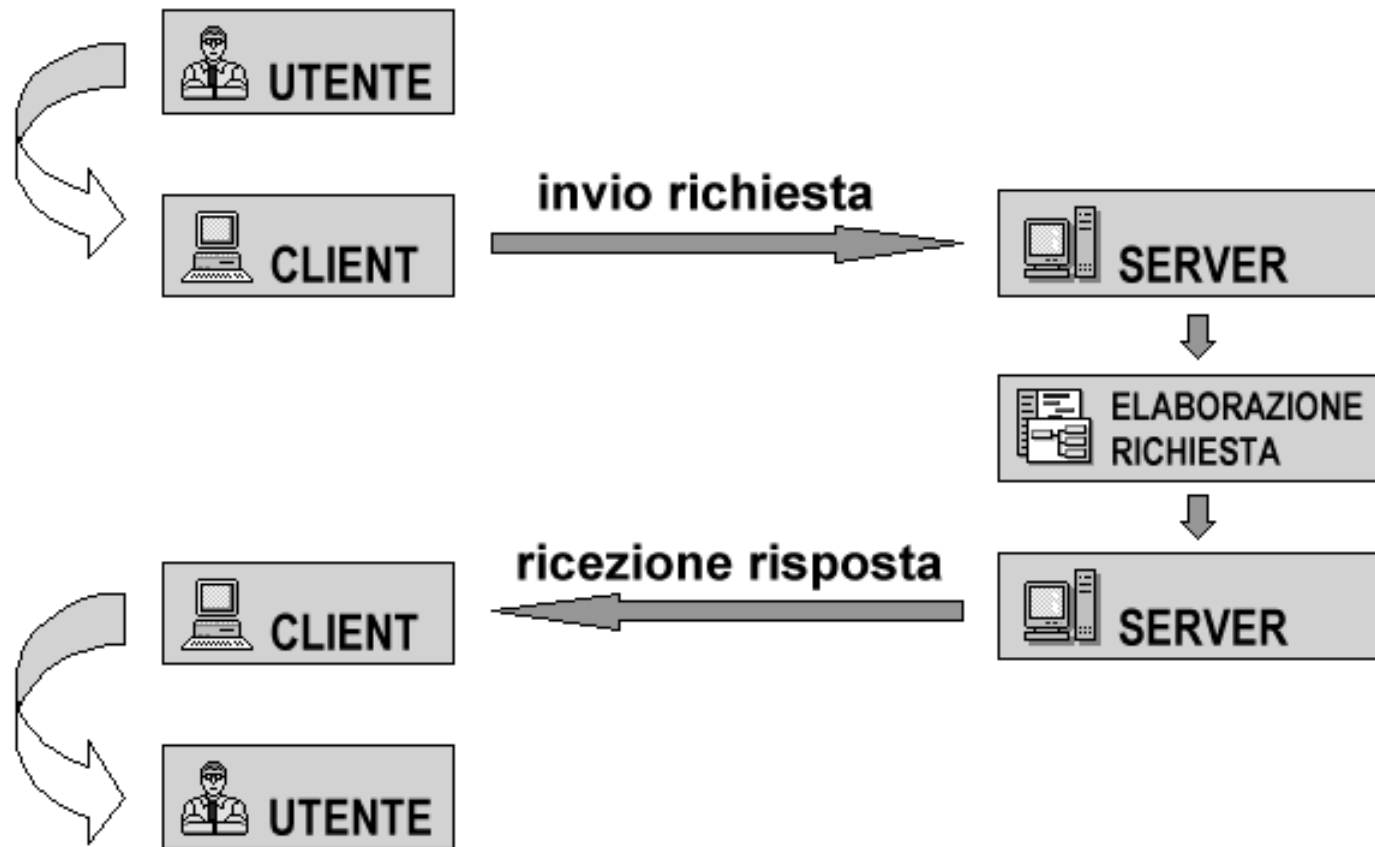 UTENTE
invio richiesta
CLIENT
SERVER
ELABORAZIONE
RICHIESTA
ricezione risposta
CLIENT
SERVER
UTENTE